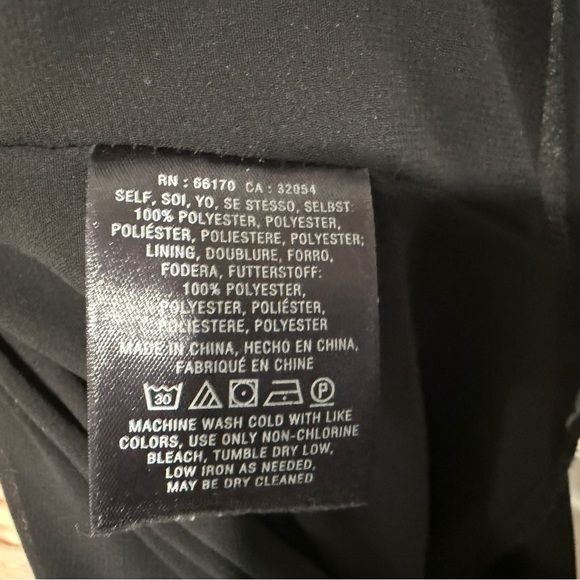 RN : 66170 CA : 32054
SELF, SOI, YO, SE STESSO, SELBST:
100% POLYESTER, POLYESTER,
POLIÉSTER, POLIESTERE, POLYESTER;
LINING, DOUBLURE, FORRO,
FODERA, FUTTERSTOFF:
100% POLYESTER,
POLYESTER, POLIÉSTER,
POLIESTERE, POLYESTER
MADE IN CHINA, HECHO EN CHINA,
FABRIQUÉ EN CHINE
30 P
MACHINE WASH COLD WITH LIKE
COLORS, USE ONLY NON-CHLORINE
BLEACH, TUMBLE DRY LOW,
LOW IRON AS NEEDED,
MAY BE DRY CLEANED